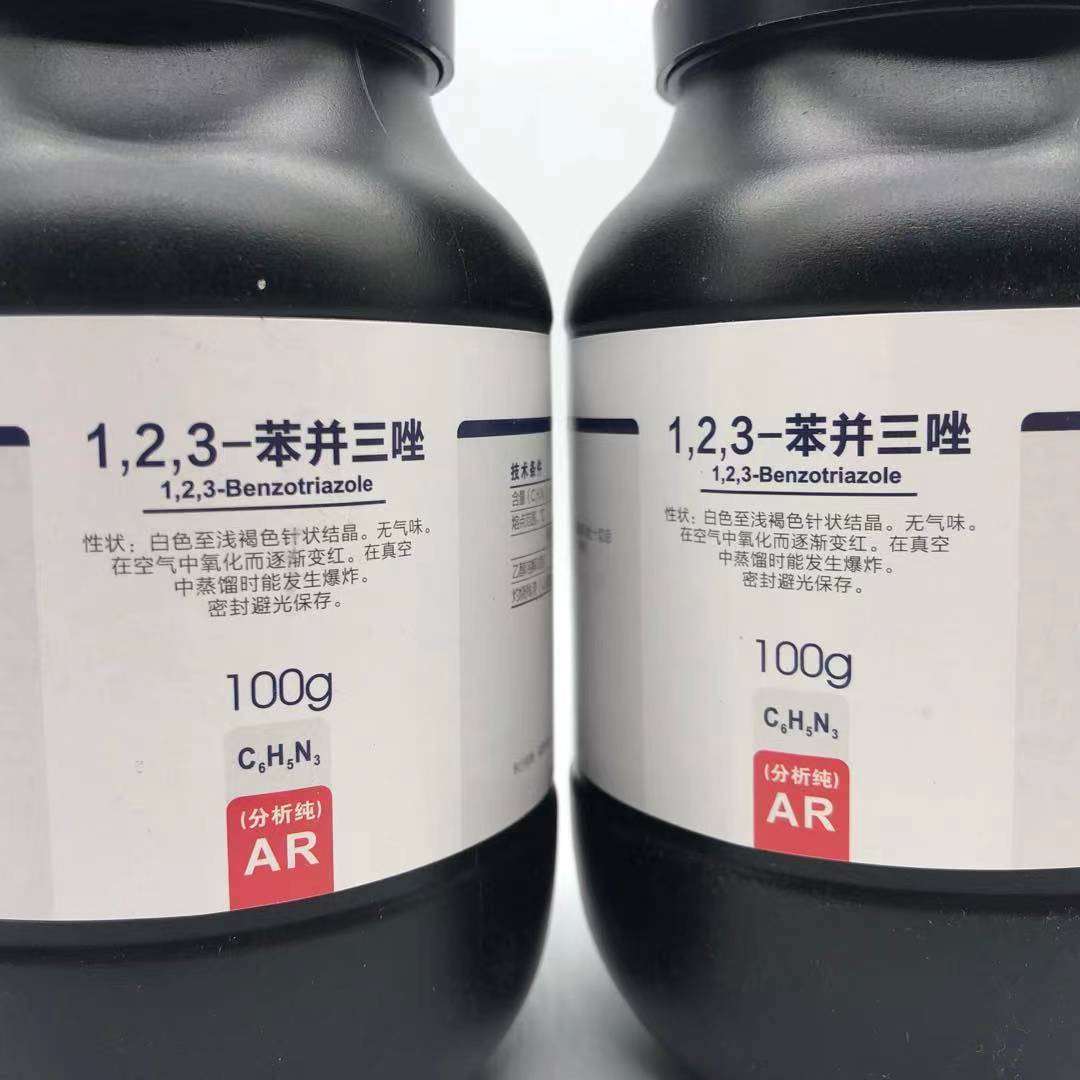 1,2,3-苯并三唑
1,2,3-Benzotriazole
性状：白色至浅褐色针状结晶。无气味。
在空气中氧化而逐渐变红。在真空
中蒸馏时能发生爆炸。
密封避光保存。
100g
C₆H₅N₃
(分析纯)
AR
技术条件
1,2,3-苯并三唑
1,2,3-Benzotriazole
性状：白色至浅褐色针状结晶。无气味。
在空气中氧化而逐渐变红。在真空
中蒸馏时能发生爆炸。
密封避光保存。
100g
C₆H₅N₃
(分析纯)
AR